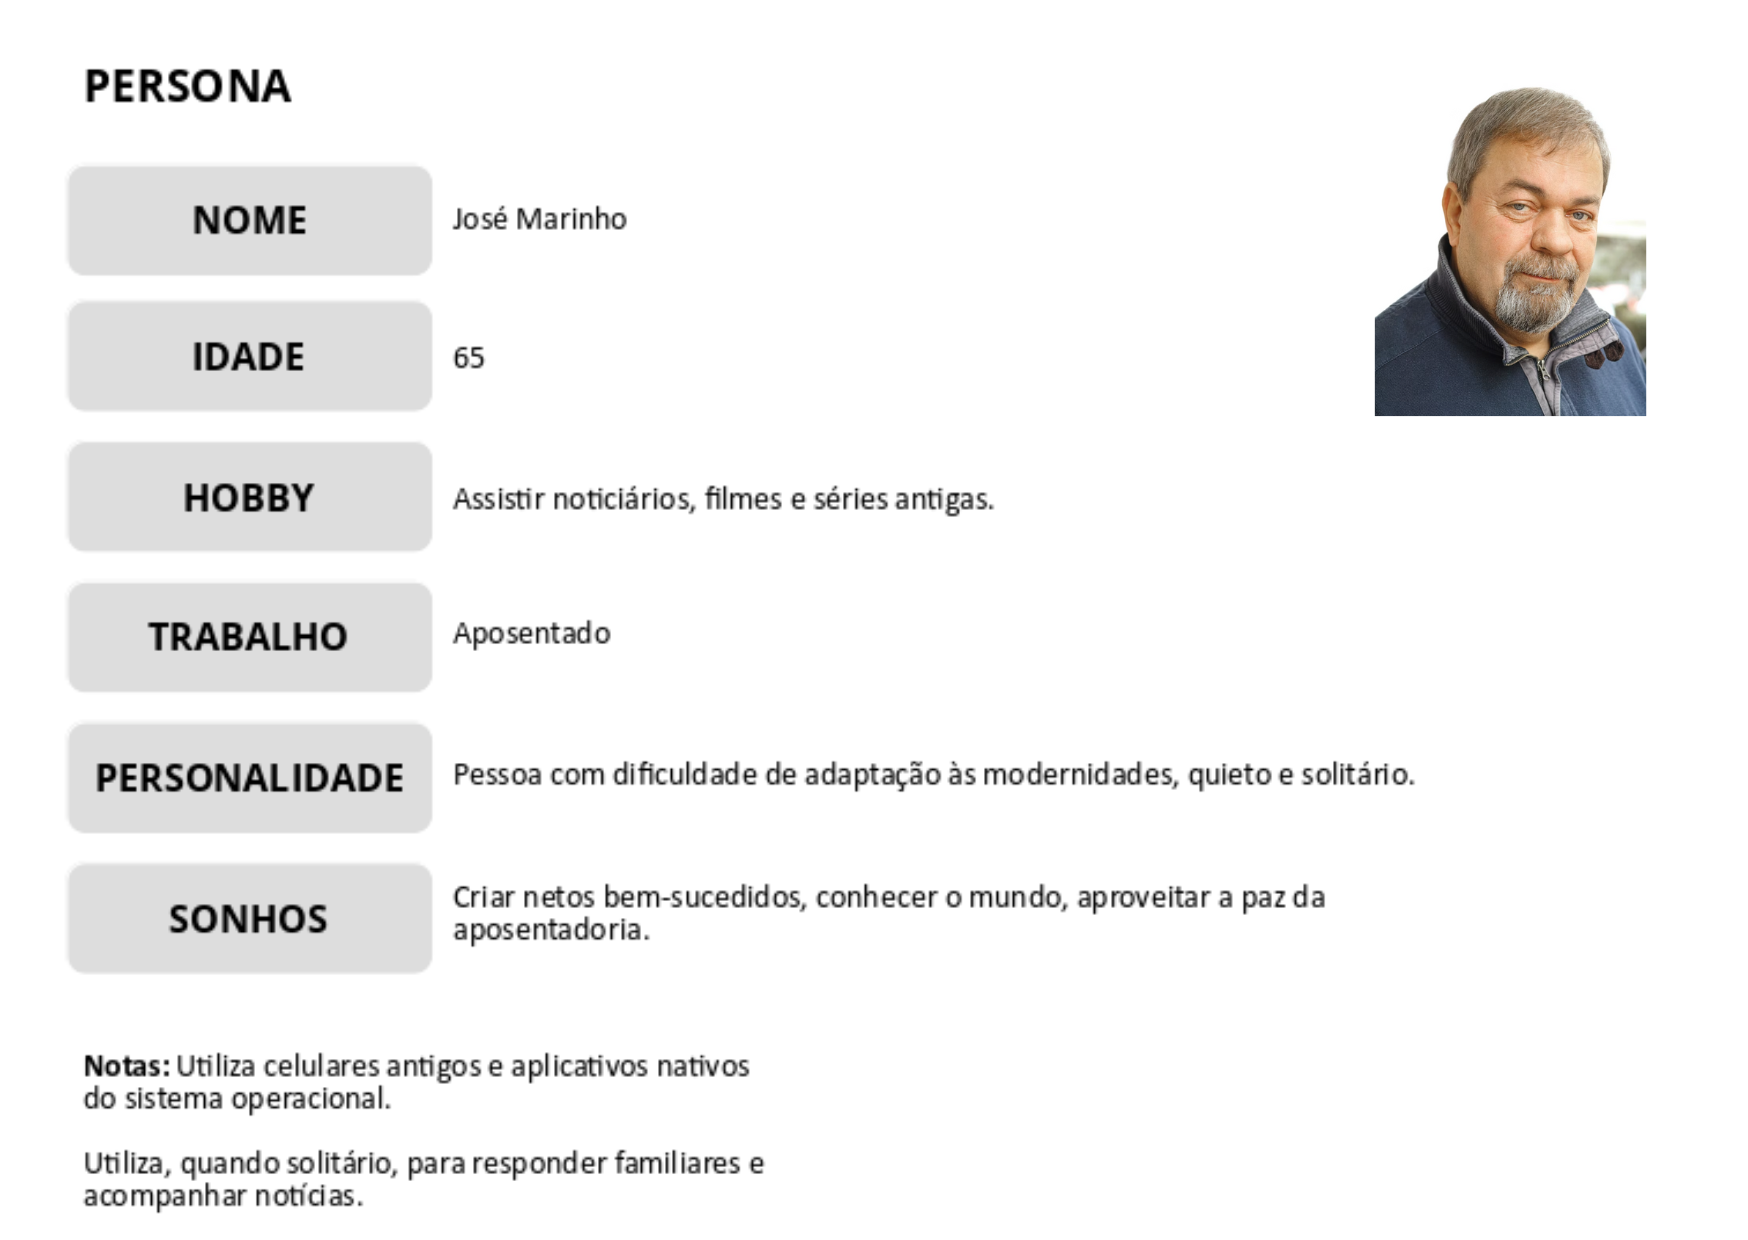 PERSONA
NOME
José Marinho
IDADE
65
HOBBY
Assistir noticiários, filmes e séries antigas.
TRABALHO
Aposentado
PERSONALIDADE
Pessoa com dificuldade de adaptação às modernidades, quieto e solitário.
SONHOS
Criar netos bem-sucedidos, conhecer o mundo, aproveitar a paz da
aposentadoria.
Notas: Utiliza celulares antigos e aplicativos nativos
do sistema operacional.
Utiliza, quando solitário, para responder familiares e
acompanhar notícias.